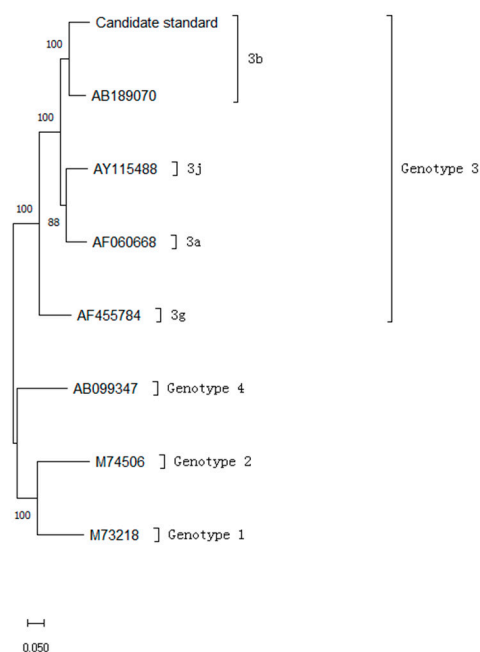 Candidate standard
100
3b
AB189070
100
AY115488 ] 3j
Genotype 3
100
88
AF060668 ] 3a
AF455784 ] 3g
AB099347 ] Genotype 4
M74506 ] Genotype 2
100
M73218 ] Genotype 1
0.050